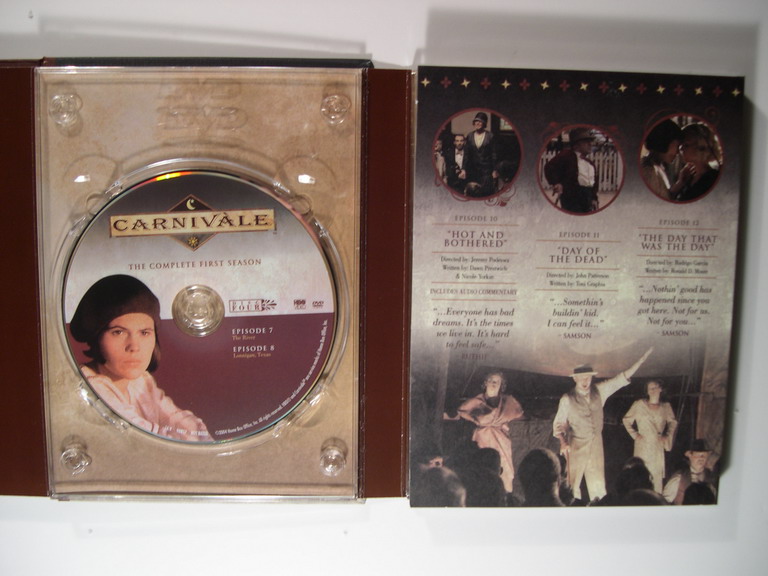 CARNIVÀLE
THE COMPLETE FIRST SEASON
DISC
FOUR
HBO
VIDEO
DVD
EPISODE 7
The River
EPISODE 8
Lonnigan, Texas
EPISODE 10
"HOT AND
BOTHERED"
Directed by: Jeremy Podeswa
Written by:
& Nicole Yorkin
INCLUDES AUDIO COMMENTARY
"...Everyone has bad
dreams. It's the times
we live in. It's hard
to feel safe..."
EPISODE 11
"DAY OF
THE DEAD"
Directed by: John Patterson
Written by: Toni Graphia
"...Somethin's
buildin' kid.
I can feel it..."
- SAMSON
EPISODE 12
"THE DAY THAT
WAS THE DAY"
Directed by: Rodrigo Garcia
Written by: Ronald D. Moore
"...Nothin' good has
happened since you
got here. Not for us.
Not for you..."
- SAMSON